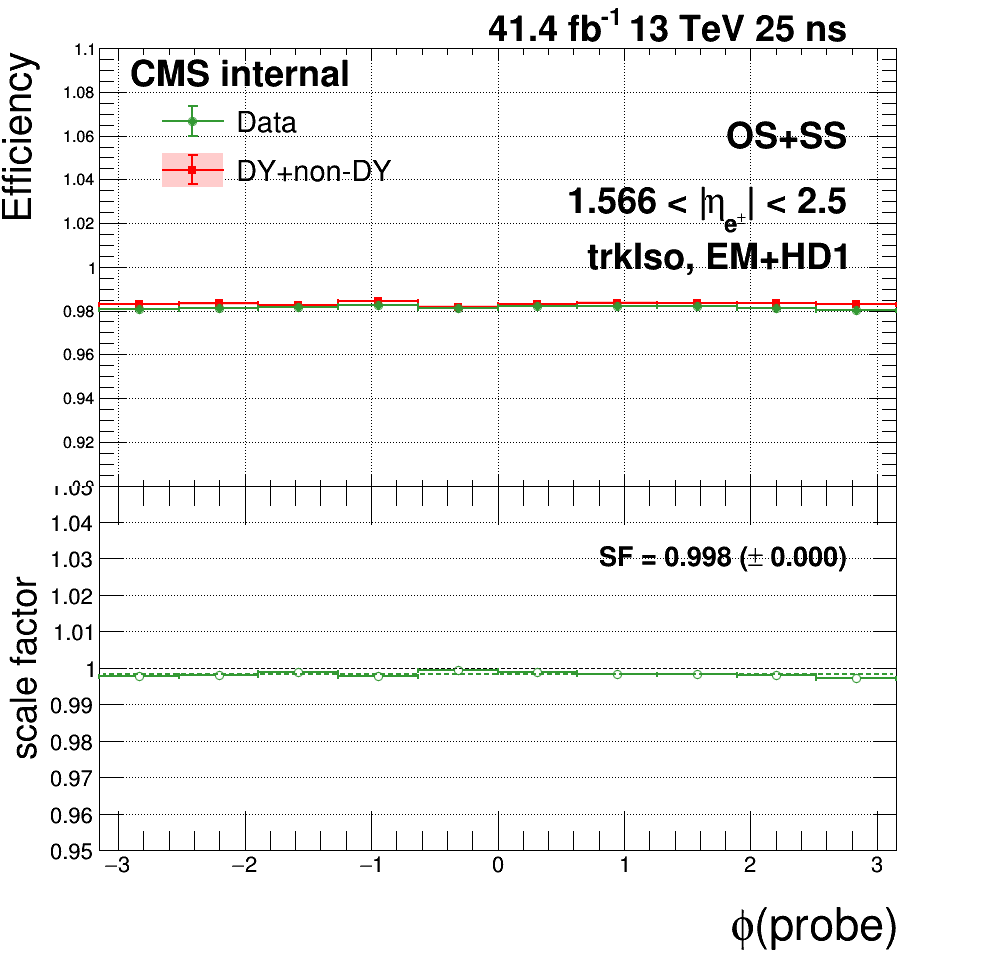 41.4 fb⁻¹ 13 TeV 25 ns
Efficiency
1.1
1.08
1.06
1.04
1.02
1
0.98
0.96
0.94
0.92
CMS internal
Data
DY+non-DY
OS+SS
1.566 < |η_e±| < 2.5
trkIso, EM+HD1
scale factor
1.04
1.03
1.02
1.01
1
0.99
0.98
0.97
0.96
0.95
SF = 0.998 (± 0.000)
−3 −2 −1 0 1 2 3
ϕ(probe)